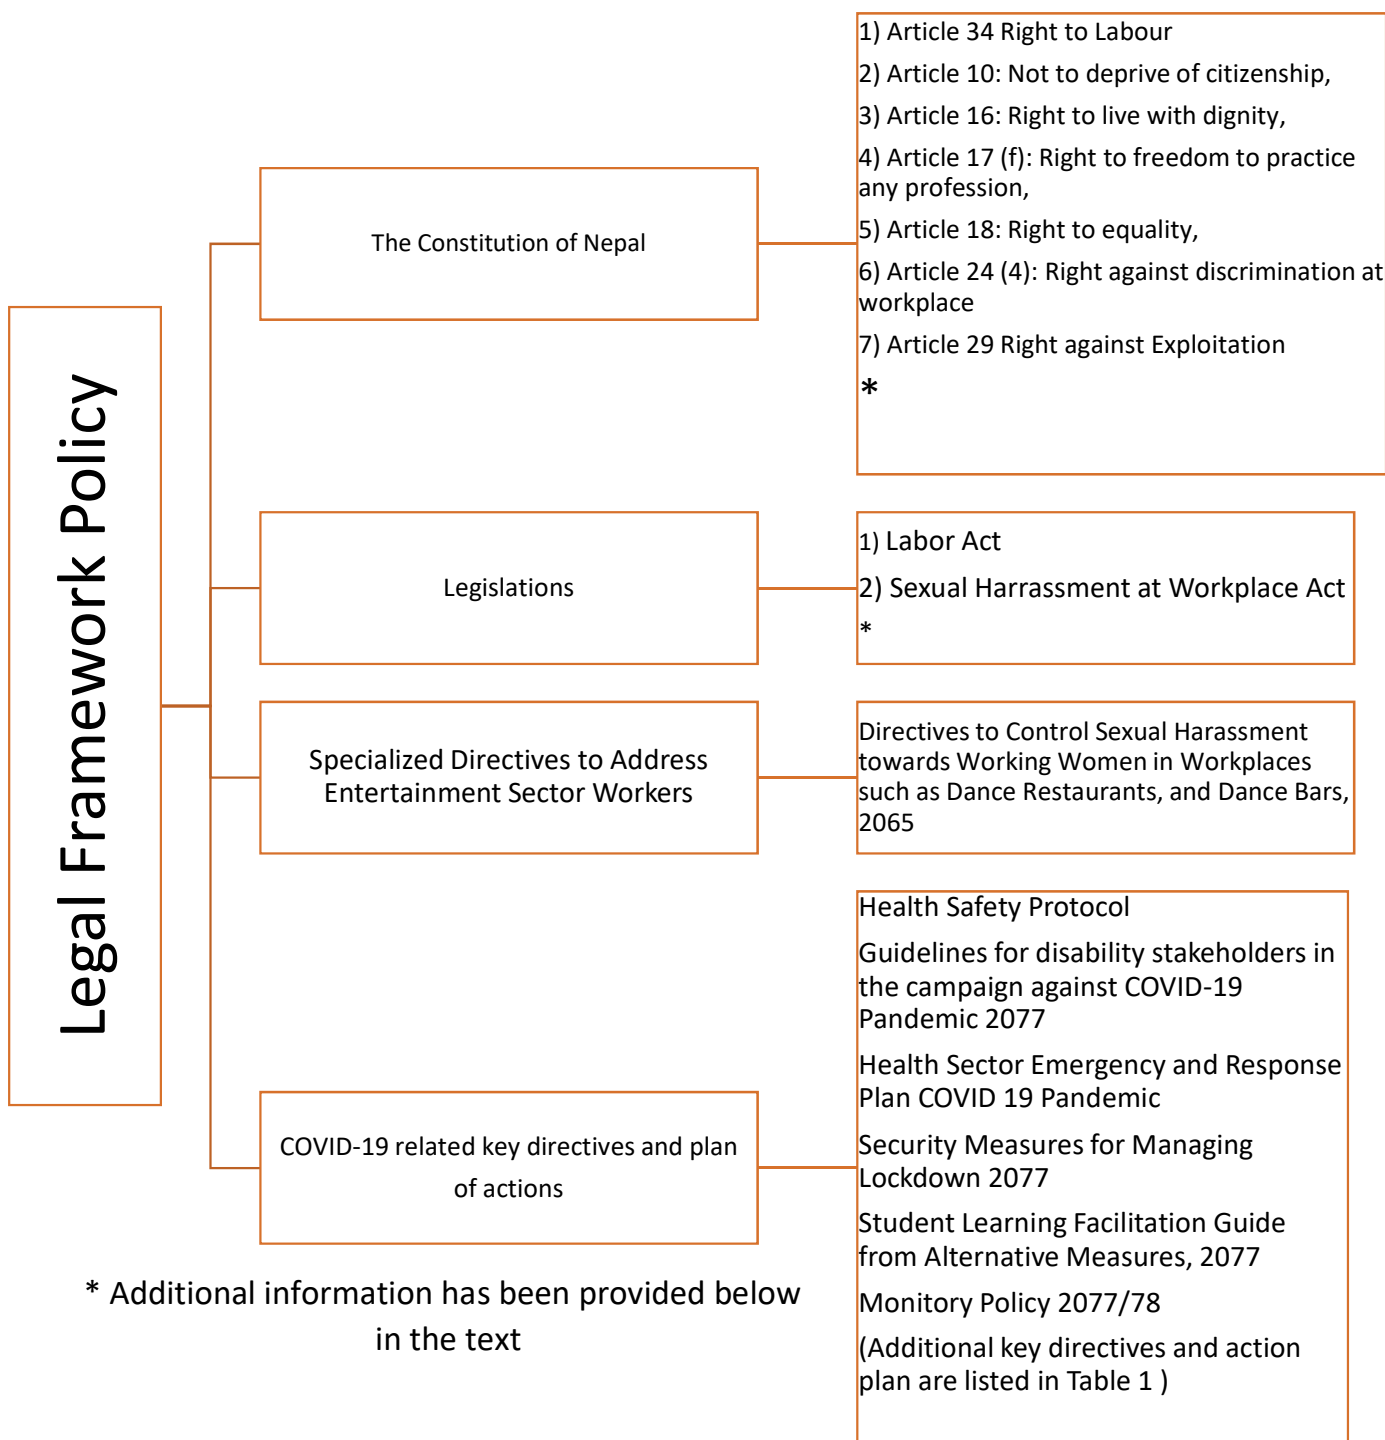 Legal Framework Policy
The Constitution of Nepal
1) Article 34 Right to Labour
2) Article 10: Not to deprive of citizenship,
3) Article 16: Right to live with dignity,
4) Article 17 (f): Right to freedom to practice
any profession,
5) Article 18: Right to equality,
6) Article 24 (4): Right against discrimination at
workplace
7) Article 29 Right against Exploitation
*
Legislations
1) Labor Act
2) Sexual Harrassment at Workplace Act
*
Specialized Directives to Address
Entertainment Sector Workers
Directives to Control Sexual Harassment
towards Working Women in Workplaces
such as Dance Restaurants, and Dance Bars,
2065
COVID-19 related key directives and plan
of actions
Health Safety Protocol
Guidelines for disability stakeholders in
the campaign against COVID-19
Pandemic 2077
Health Sector Emergency and Response
Plan COVID 19 Pandemic
Security Measures for Managing
Lockdown 2077
Student Learning Facilitation Guide
from Alternative Measures, 2077
Monitory Policy 2077/78
(Additional key directives and action
plan are listed in Table 1 )
* Additional information has been provided below
in the text